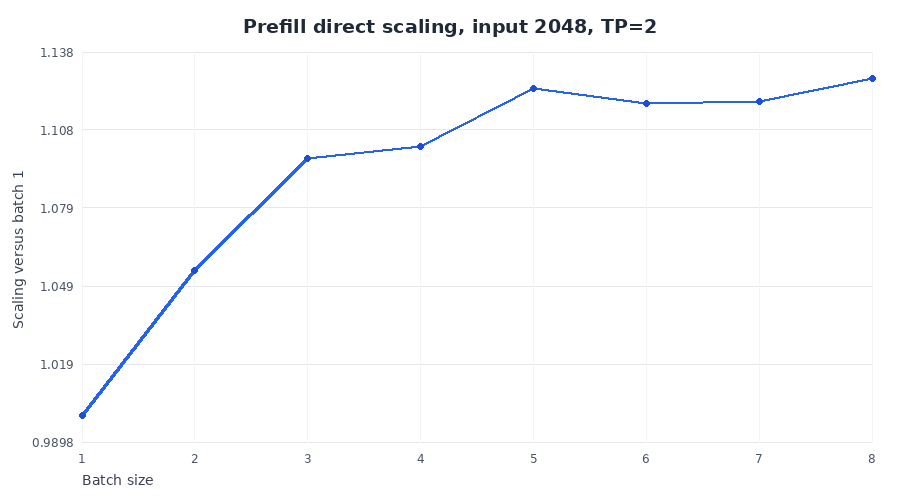 Prefill direct scaling, input 2048, TP=2
1.138
1.108
1.079
1.049
1.019
0.9898
Scaling versus batch 1
1 2 3 4 5 6 7 8
Batch size